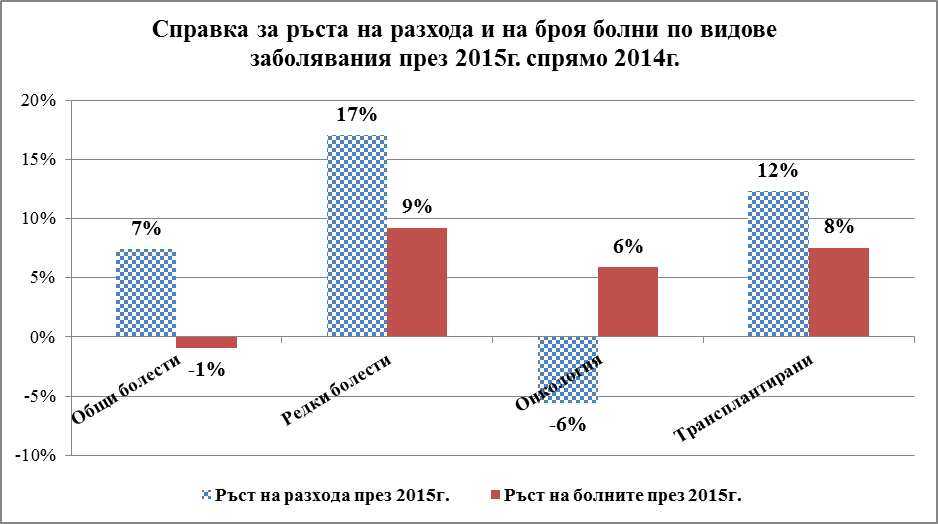 Справка за ръста на разхода и на броя болни по видове
заболявания през 2015г. спрямо 2014г.
20%
15%
10%
5%
0%
-5%
-10%
7%
-1%
17%
9%
-6%
6%
12%
8%
Общи болести
Редки болести
Онкология
Трансплантирани
Ръст на разхода през 2015г.
Ръст на болните през 2015г.